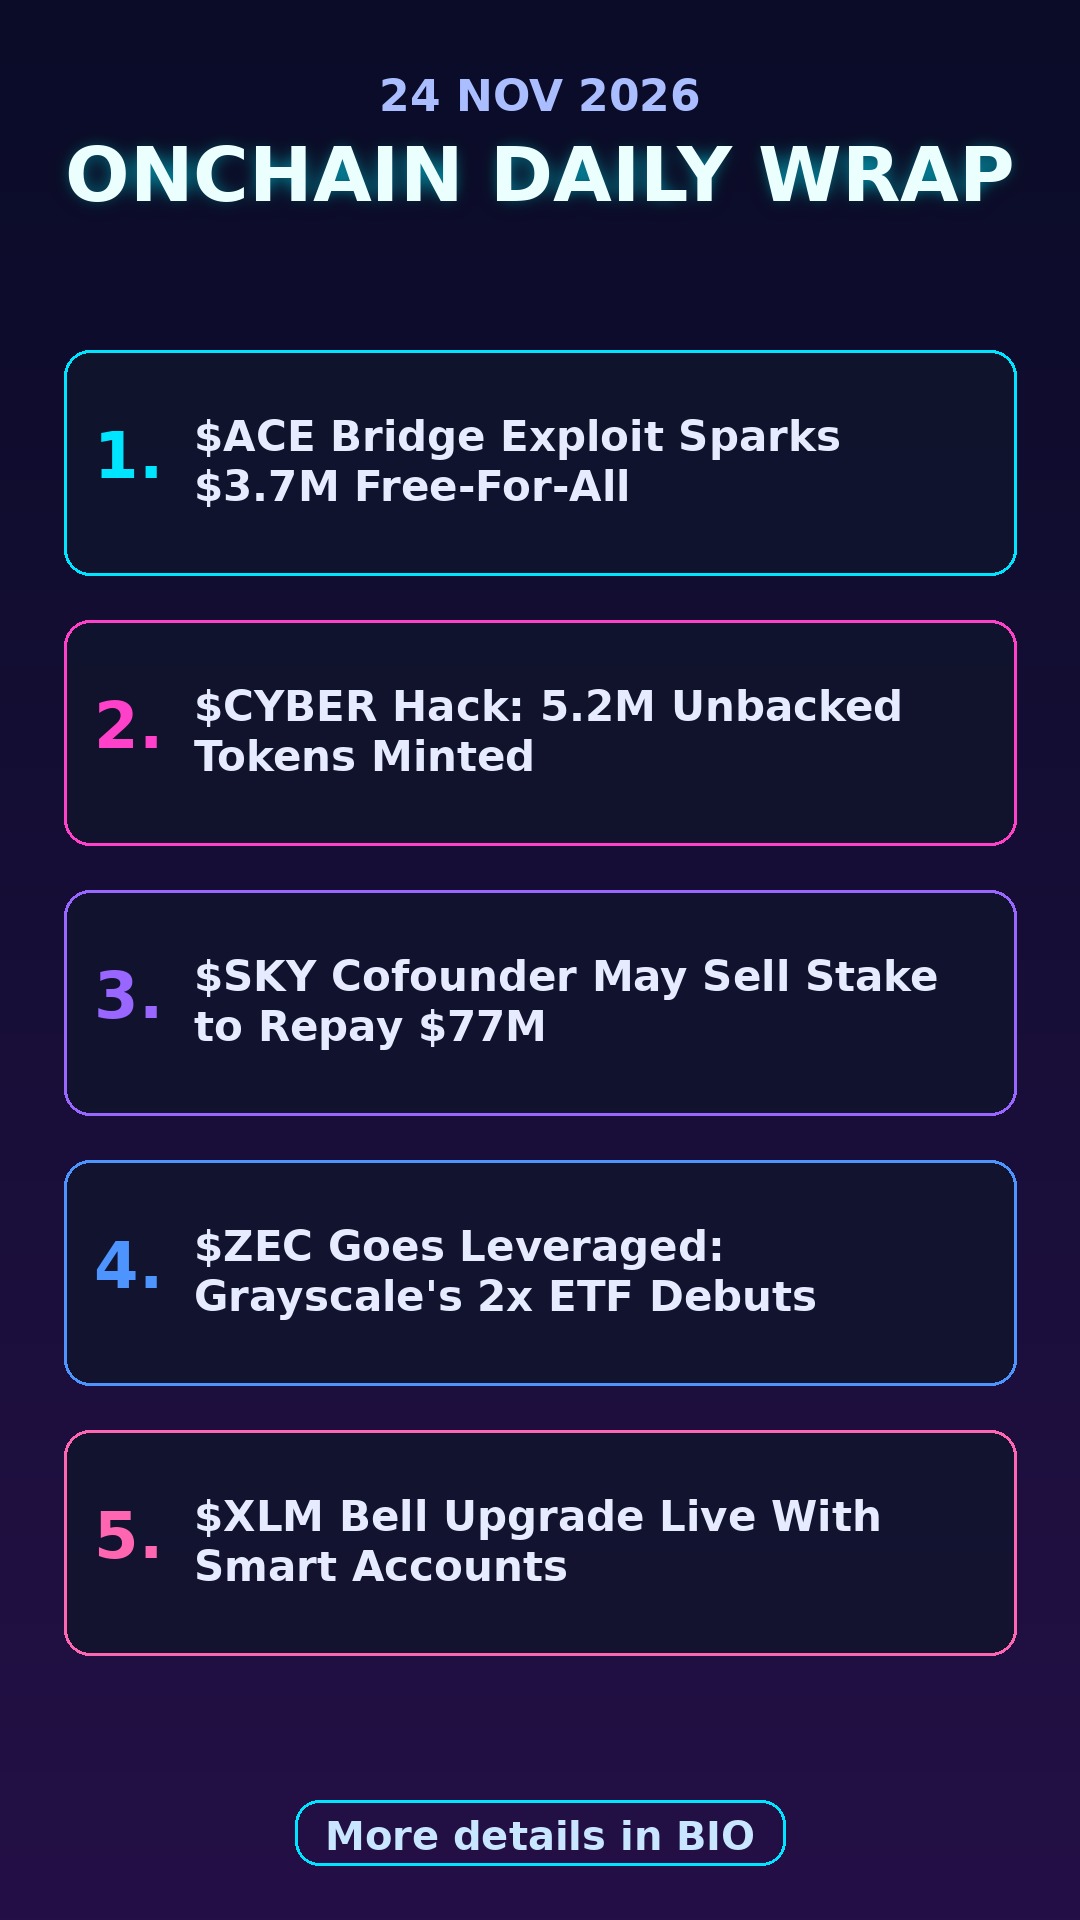 24 NOV 2026
ONCHAIN DAILY WRAP
1.
$ACE Bridge Exploit Sparks
$3.7M Free-For-All
2.
$CYBER Hack: 5.2M Unbacked
Tokens Minted
3.
$SKY Cofounder May Sell Stake
to Repay $77M
4.
$ZEC Goes Leveraged:
Grayscale's 2x ETF Debuts
5.
$XLM Bell Upgrade Live With
Smart Accounts
More details in BIO